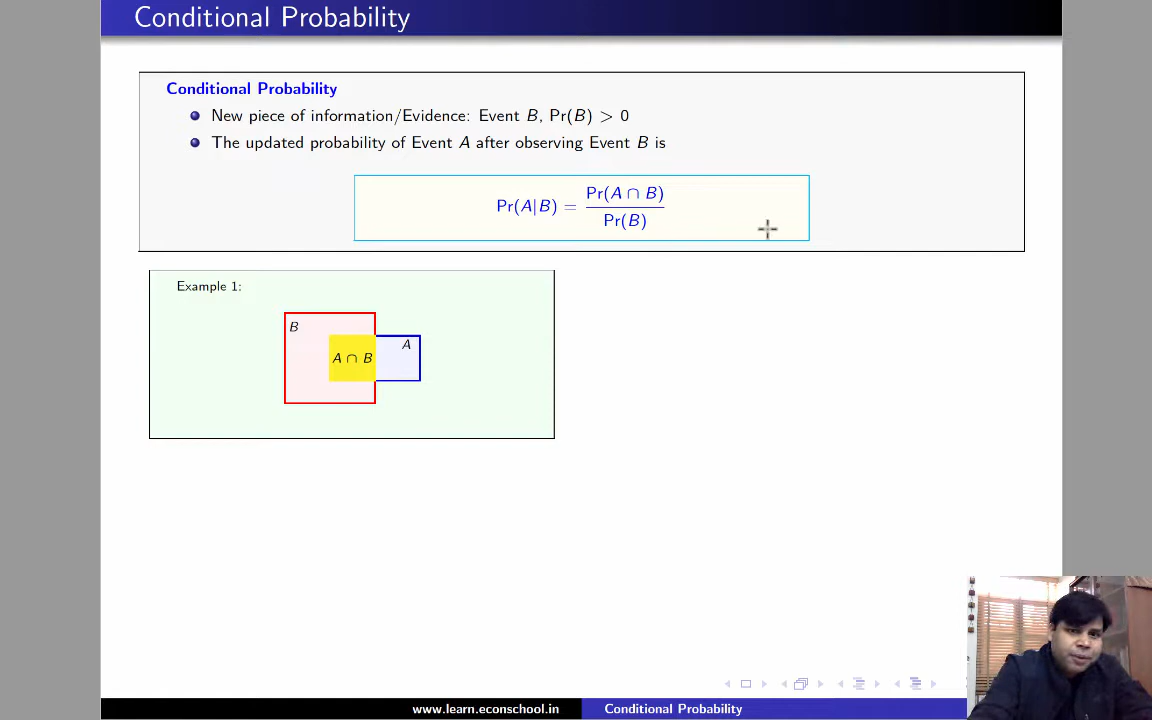 Conditional Probability
Conditional Probability
New piece of information/Evidence: Event B, Pr(B) > 0
The updated probability of Event A after observing Event B is
Pr(A|B) = Pr(A ∩ B)
Pr(B)
Example 1:
B
A
A ∩ B
www.learn.econschool.in
Conditional Probability